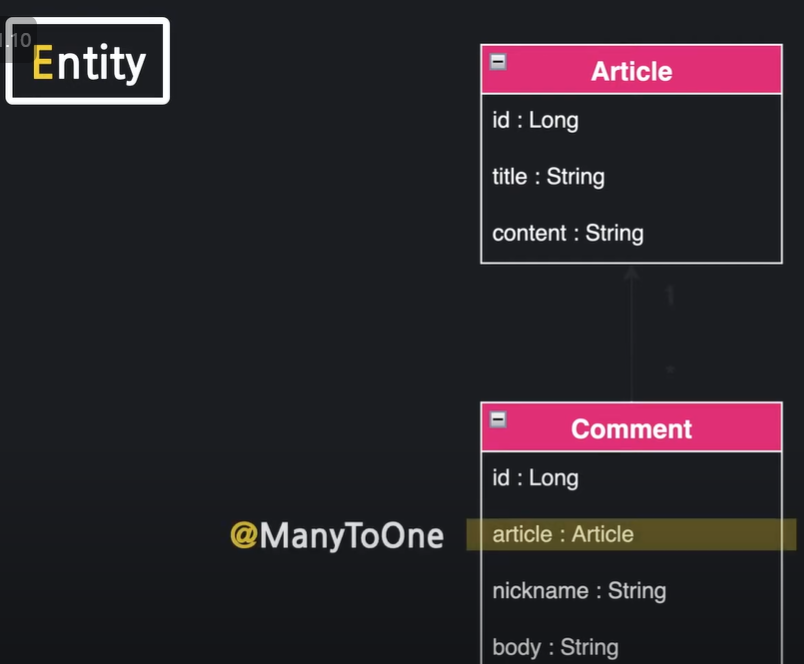 1.10
Entity
Article
id : Long
title : String
content : String
1
*
Comment
id : Long
@ManyToOne
article : Article
nickname : String
body : String